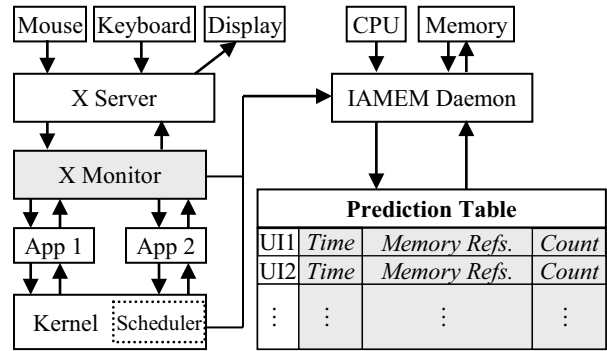 Mouse Keyboard Display CPU Memory
X Server IAMEM Daemon
X Monitor
Prediction Table
App 1 App 2
UI1 Time Memory Refs. Count
UI2 Time Memory Refs. Count
Kernel Scheduler
⋮ ⋮ ⋮ ⋮